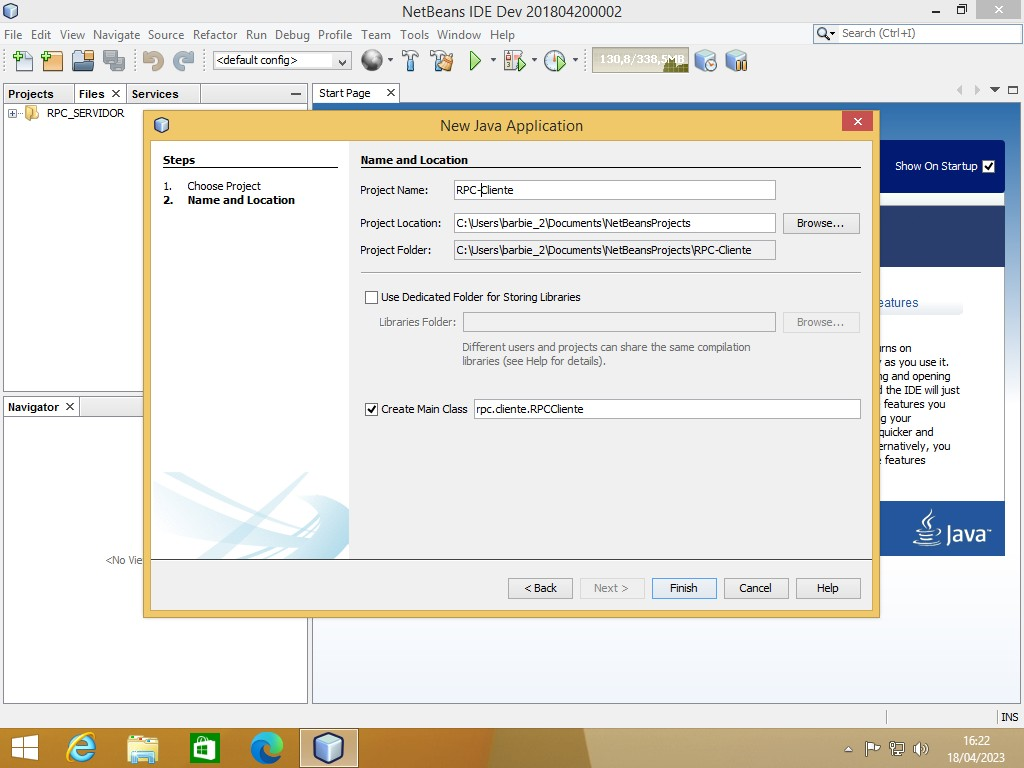 NetBeans IDE Dev 201804200002
File Edit View Navigate Source Refactor Run Debug Profile Team Tools Window Help
Search (Ctrl+I)
<default config>
130,8/338,5MB
Projects Files Services
Start Page
RPC_SERVIDOR
New Java Application
Show On Startup
Steps
1. Choose Project
2. Name and Location
Name and Location
Project Name: RPC-Cliente
Project Location: C:\Users\barbie_2\Documents\NetBeansProjects Browse...
Project Folder: C:\Users\barbie_2\Documents\NetBeansProjects\RPC-Cliente
Use Dedicated Folder for Storing Libraries
Libraries Folder: Browse...
Different users and projects can share the same compilation
libraries (see Help for details).
Create Main Class rpc.cliente.RPCCliente
eatures
rns on
as you use it.
g and opening
d the IDE will just
features you
g your
quicker and
ernatively, you
features
Java™
Navigator
<No Vie
< Back Next > Finish Cancel Help
INS
16:22
18/04/2023